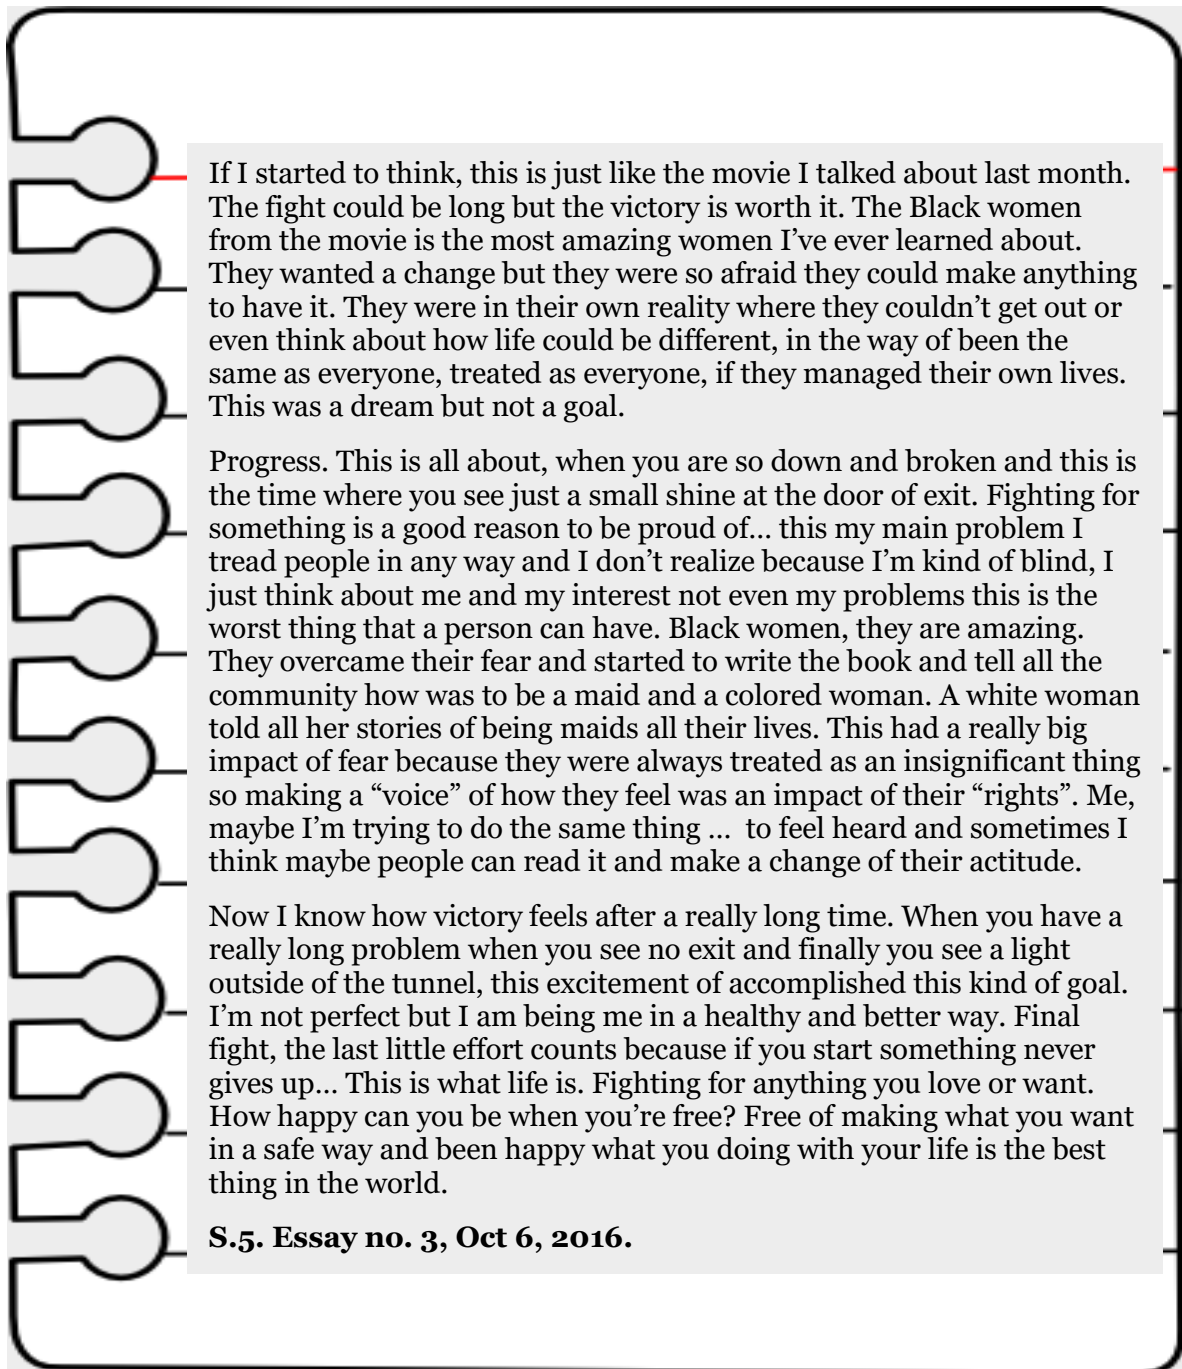 If I started to think, this is just like the movie I talked about last month.
The fight could be long but the victory is worth it. The Black women
from the movie is the most amazing women I’ve ever learned about.
They wanted a change but they were so afraid they could make anything
to have it. They were in their own reality where they couldn’t get out or
even think about how life could be different, in the way of been the
same as everyone, treated as everyone, if they managed their own lives.
This was a dream but not a goal.
Progress. This is all about, when you are so down and broken and this is
the time where you see just a small shine at the door of exit. Fighting for
something is a good reason to be proud of… this my main problem I
tread people in any way and I don’t realize because I’m kind of blind, I
just think about me and my interest not even my problems this is the
worst thing that a person can have. Black women, they are amazing.
They overcame their fear and started to write the book and tell all the
community how was to be a maid and a colored woman. A white woman
told all her stories of being maids all their lives. This had a really big
impact of fear because they were always treated as an insignificant thing
so making a “voice” of how they feel was an impact of their “rights”. Me,
maybe I’m trying to do the same thing … to feel heard and sometimes I
think maybe people can read it and make a change of their actitude.
Now I know how victory feels after a really long time. When you have a
really long problem when you see no exit and finally you see a light
outside of the tunnel, this excitement of accomplished this kind of goal.
I’m not perfect but I am being me in a healthy and better way. Final
fight, the last little effort counts because if you start something never
gives up… This is what life is. Fighting for anything you love or want.
How happy can you be when you’re free? Free of making what you want
in a safe way and been happy what you doing with your life is the best
thing in the world.
S.5. Essay no. 3, Oct 6, 2016.